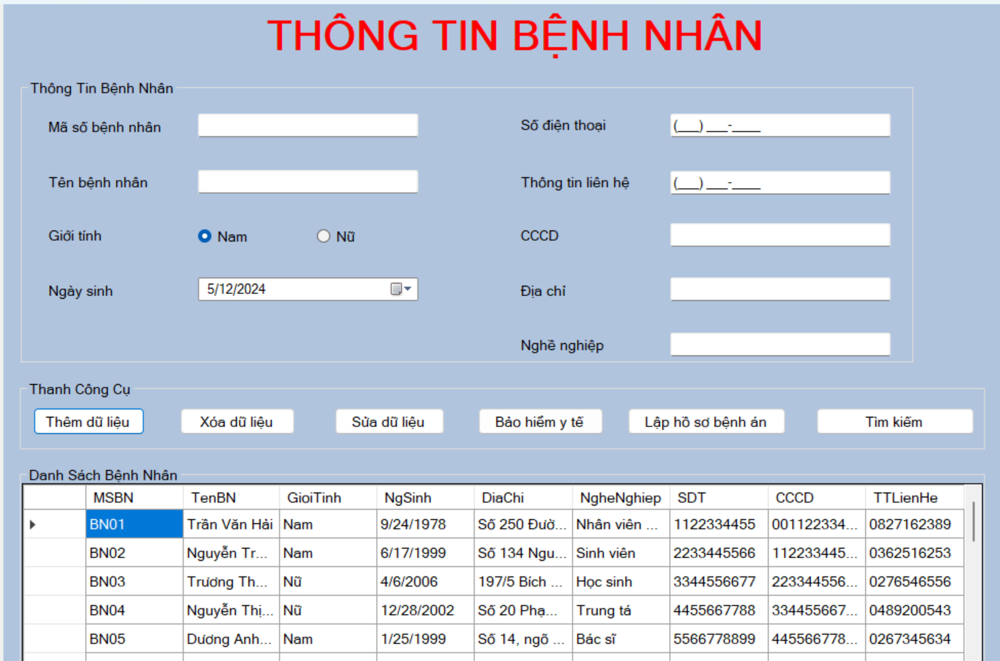 THÔNG TIN BỆNH NHÂN
Thông Tin Bệnh Nhân
Mã số bệnh nhân
Số điện thoại (___) ___-____
Tên bệnh nhân
Thông tin liên hệ (___) ___-____
Giới tính Nam Nữ
CCCD
Ngày sinh 5/12/2024
Địa chỉ
Nghề nghiệp
Thanh Công Cụ
Thêm dữ liệu Xóa dữ liệu Sửa dữ liệu Bảo hiểm y tế Lập hồ sơ bệnh án Tìm kiếm
Danh Sách Bệnh Nhân
MSBN TenBN GioiTinh NgSinh DiaChi NgheNghiep SDT CCCD TTLienHe
BN01 Trần Văn Hải Nam 9/24/1978 Số 250 Đườ... Nhân viên ... 1122334455 001122334... 0827162389
BN02 Nguyễn Tr... Nam 6/17/1999 Số 134 Ngu... Sinh viên 2233445566 112233445... 0362516253
BN03 Trương Th... Nữ 4/6/2006 197/5 Bích ... Học sinh 3344556677 223344556... 0276546556
BN04 Nguyễn Thị... Nữ 12/28/2002 Số 20 Phạ... Trung tá 4455667788 334455667... 0489200543
BN05 Dương Anh... Nam 1/25/1999 Số 14, ngõ ... Bác sĩ 5566778899 445566778... 0267345634